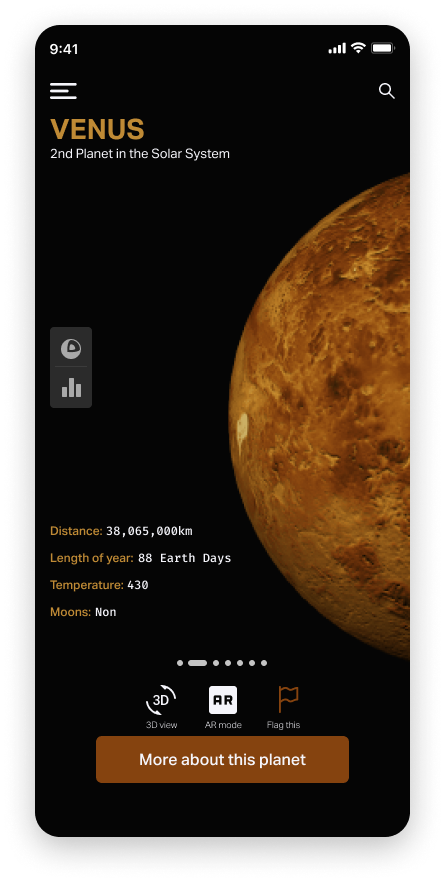 9:41
VENUS
2nd Planet in the Solar System
Distance: 38,065,000km
Length of year: 88 Earth Days
Temperature: 430
Moons: Non
3D AR
3D view AR mode Flag this
More about this planet